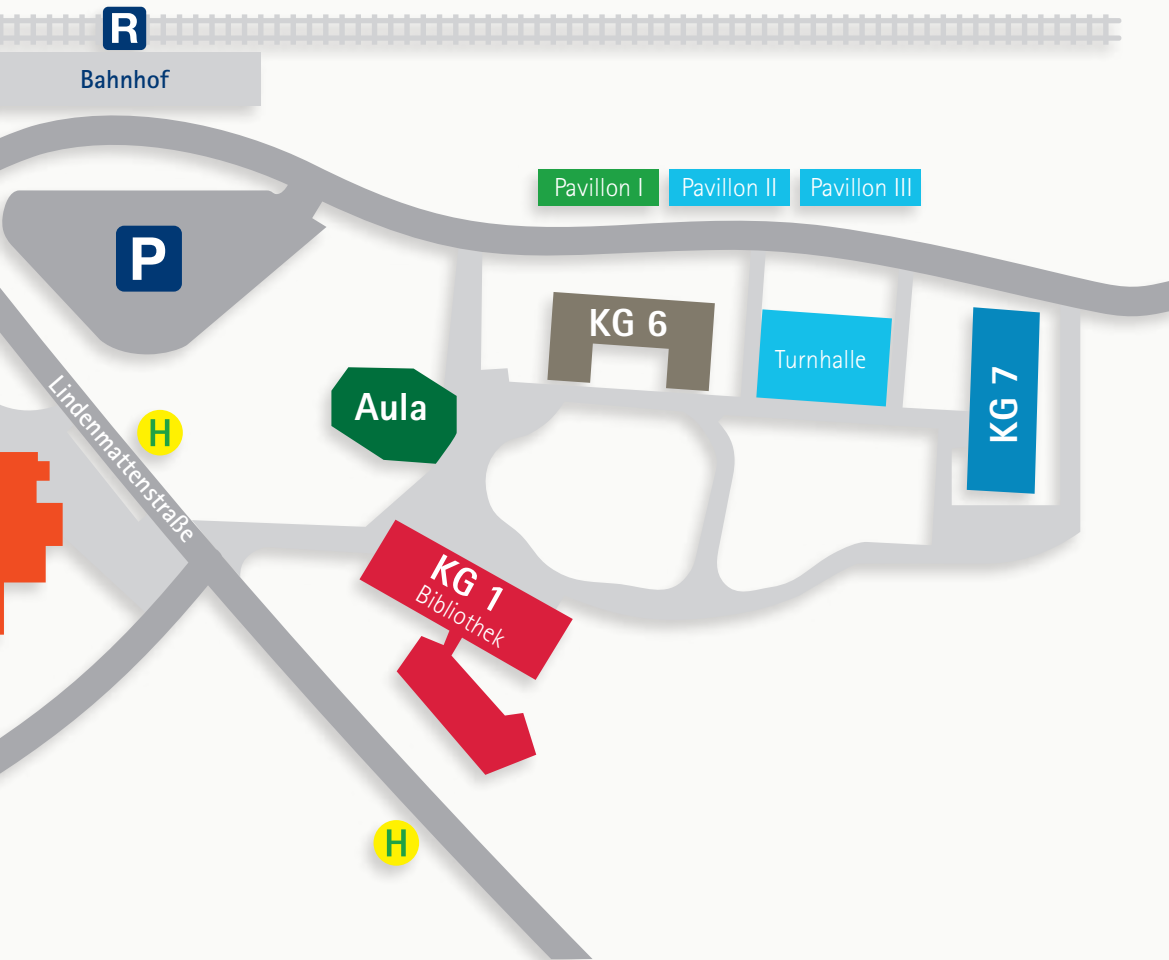 R
Bahnhof
Pavillon I
Pavillon II
Pavillon III
P
KG 6
Turnhalle
KG 7
Aula
Lindenmattenstraße
H
KG 1
Bibliothek
H